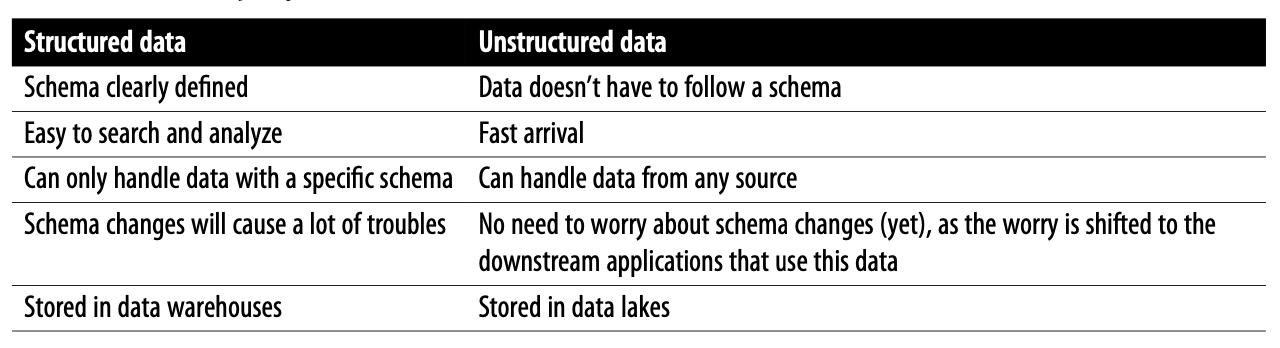 Structured data Unstructured data
Schema clearly defined Data doesn’t have to follow a schema
Easy to search and analyze Fast arrival
Can only handle data with a specific schema Can handle data from any source
Schema changes will cause a lot of troubles No need to worry about schema changes (yet), as the worry is shifted to the
downstream applications that use this data
Stored in data warehouses Stored in data lakes